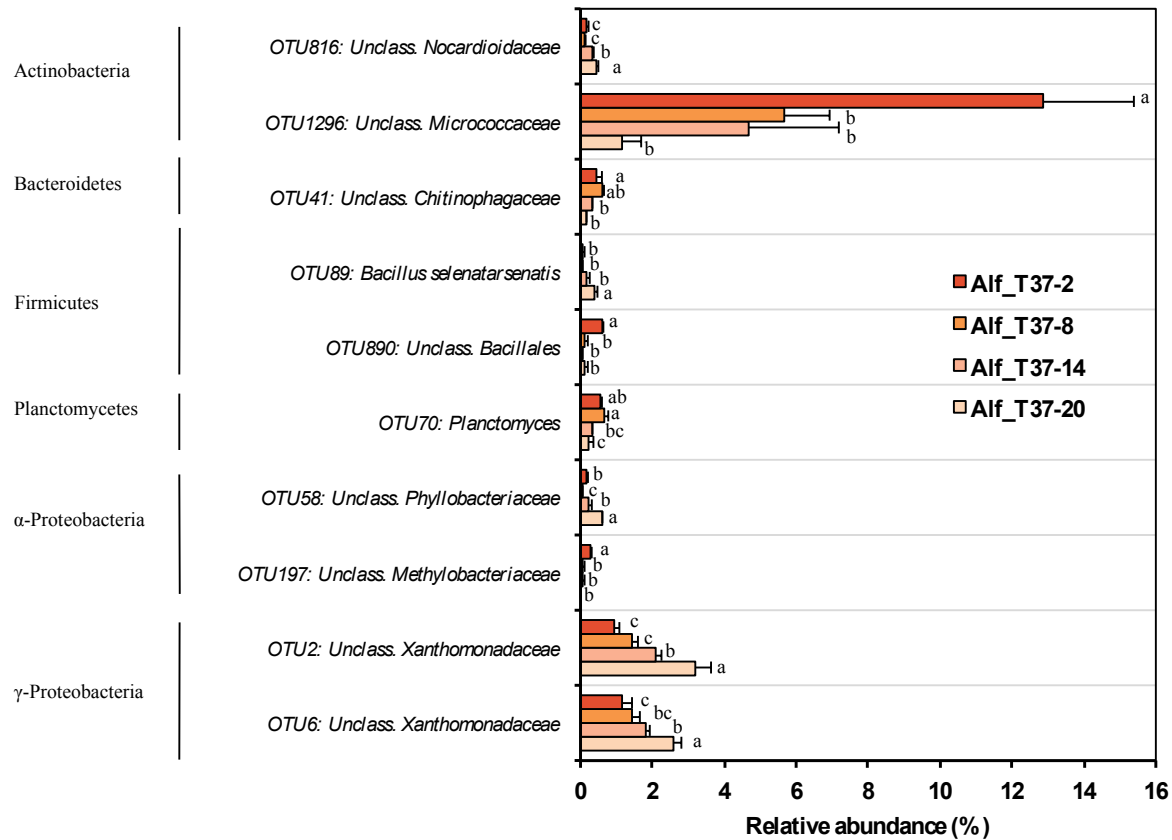 Actinobacteria
OTU816: Unclass. Nocardioidaceae
c
c
b
a
OTU1296: Unclass. Micrococcaceae
a
b
b
b
Bacteroidetes
OTU41: Unclass. Chitinophagaceae
a
ab
b
b
Firmicutes
OTU89: Bacillus selenatarsenatis
b
b
b
a
OTU890: Unclass. Bacillales
a
b
b
b
Planctomycetes
OTU70: Planctomyces
ab
a
bc
c
α-Proteobacteria
OTU58: Unclass. Phyllobacteriaceae
b
c
b
a
OTU197: Unclass. Methylobacteriaceae
a
b
b
b
γ-Proteobacteria
OTU2: Unclass. Xanthomonadaceae
c
c
b
a
OTU6: Unclass. Xanthomonadaceae
c
bc
b
a
Alf_T37-2
Alf_T37-8
Alf_T37-14
Alf_T37-20
0 2 4 6 8 10 12 14 16
Relative abundance (%)